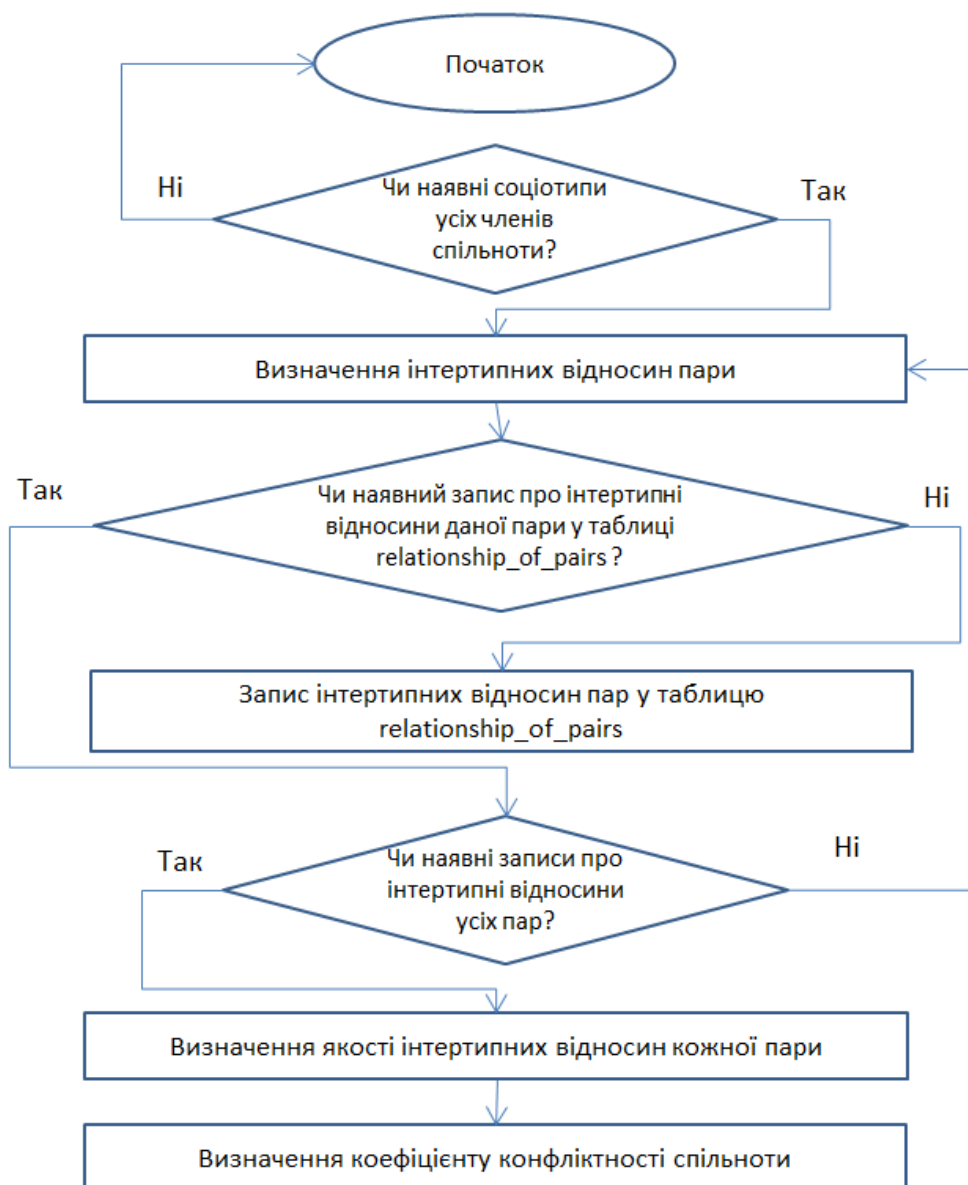 Початок
Ні
Чи наявні соціотипи
усіх членів
спільноти?
Так
Визначення інтертипних відносин пари
Так
Чи наявний запис про інтертипні
відносини даної пари у таблиці
relationship_of_pairs ?
Ні
Запис інтертипних відносин пар у таблицю
relationship_of_pairs
Так
Чи наявні записи про
інтертипні відносини
усіх пар?
Ні
Визначення якості інтертипних відносин кожної пари
Визначення коефіцієнту конфліктності спільноти